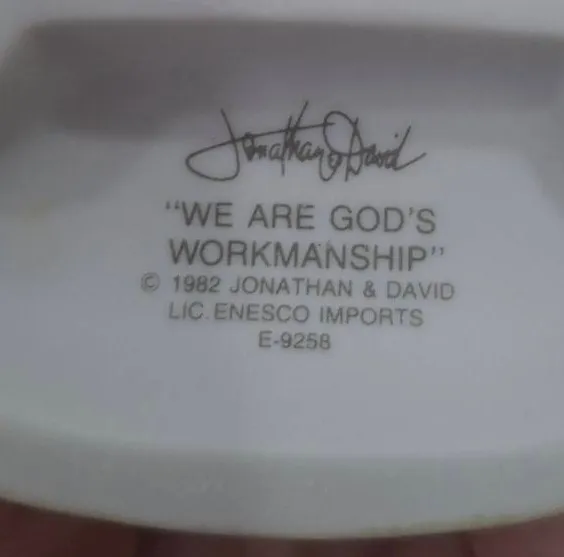 Jonathan & David
"WE ARE GOD'S
WORKMANSHIP"
© 1982 JONATHAN & DAVID
LIC. ENESCO IMPORTS
E-9258